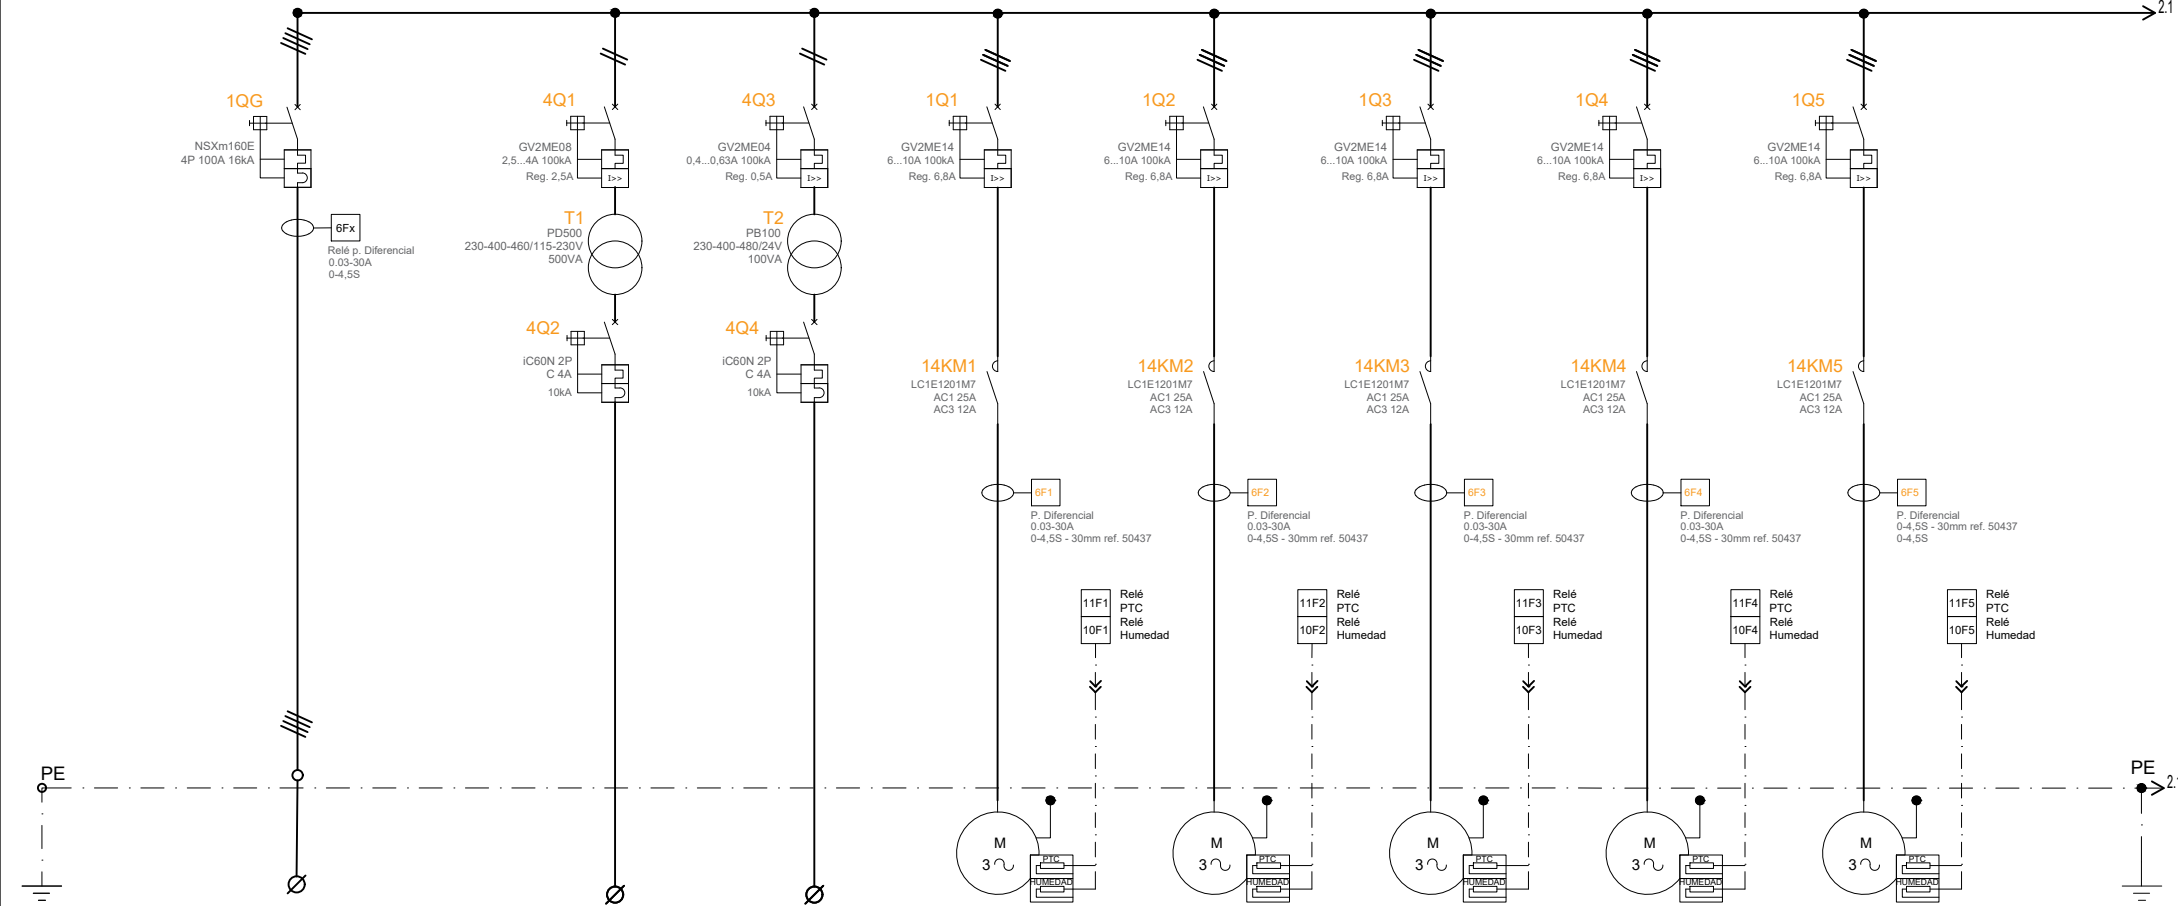 2.1
1QG
NSXm160E
4P 100A 16kA
6Fx
Relé p. Diferencial
0.03-30A
0-4,5S
4Q1
GV2ME08
2,5...4A 100kA
Reg. 2,5A
I>>
T1
PD500
230-400-460/115-230V
500VA
4Q2
iC60N 2P
C 4A
10kA
4Q3
GV2ME04
0,4...0,63A 100kA
Reg. 0,5A
I>>
T2
PB100
230-400-480/24V
100VA
4Q4
iC60N 2P
C 4A
10kA
1Q1
GV2ME14
6...10A 100kA
Reg. 6,8A
I>>
14KM1
LC1E1201M7
AC1 25A
AC3 12A
6F1
P. Diferencial
0.03-30A
0-4,5S - 30mm ref. 50437
11F1
Relé
PTC
10F1
Relé
Humedad
M
3
PTC
HUMEDAD
1Q2
GV2ME14
6...10A 100kA
Reg. 6,8A
I>>
14KM2
LC1E1201M7
AC1 25A
AC3 12A
6F2
P. Diferencial
0.03-30A
0-4,5S - 30mm ref. 50437
11F2
Relé
PTC
10F2
Relé
Humedad
M
3
PTC
HUMEDAD
1Q3
GV2ME14
6...10A 100kA
Reg. 6,8A
I>>
14KM3
LC1E1201M7
AC1 25A
AC3 12A
6F3
P. Diferencial
0.03-30A
0-4,5S - 30mm ref. 50437
11F3
Relé
PTC
10F3
Relé
Humedad
M
3
PTC
HUMEDAD
1Q4
GV2ME14
6...10A 100kA
Reg. 6,8A
I>>
14KM4
LC1E1201M7
AC1 25A
AC3 12A
6F4
P. Diferencial
0.03-30A
0-4,5S - 30mm ref. 50437
11F4
Relé
PTC
10F4
Relé
Humedad
M
3
PTC
HUMEDAD
1Q5
GV2ME14
6...10A 100kA
Reg. 6,8A
I>>
14KM5
LC1E1201M7
AC1 25A
AC3 12A
6F5
P. Diferencial
0-4,5S - 30mm ref. 50437
0-4,5S
11F5
Relé
PTC
10F5
Relé
Humedad
M
3
PTC
HUMEDAD
PE
PE